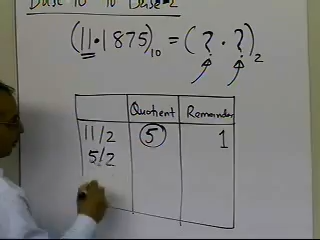 Base 10 to Base 2
(11.1875)10 = (?.?)2
Quotient Remainder
11/2 5 1
5/2